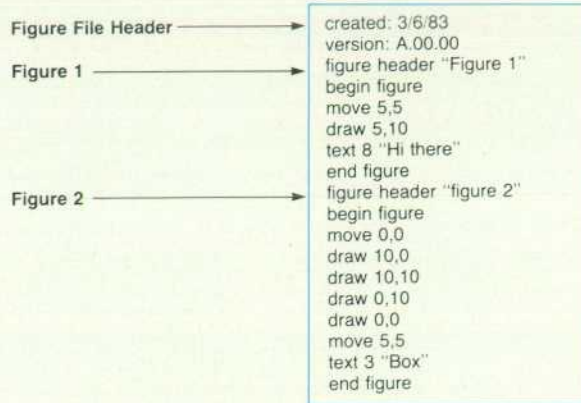 Figure File Header
created: 3/6/83
version: A.00.00
Figure 1
figure header "Figure 1"
begin figure
move 5,5
draw 5,10
text 8 "Hi there"
end figure
Figure 2
figure header "figure 2"
begin figure
move 0,0
draw 10,0
draw 10,10
draw 0,10
draw 0,0
move 5,5
text 3 "Box"
end figure